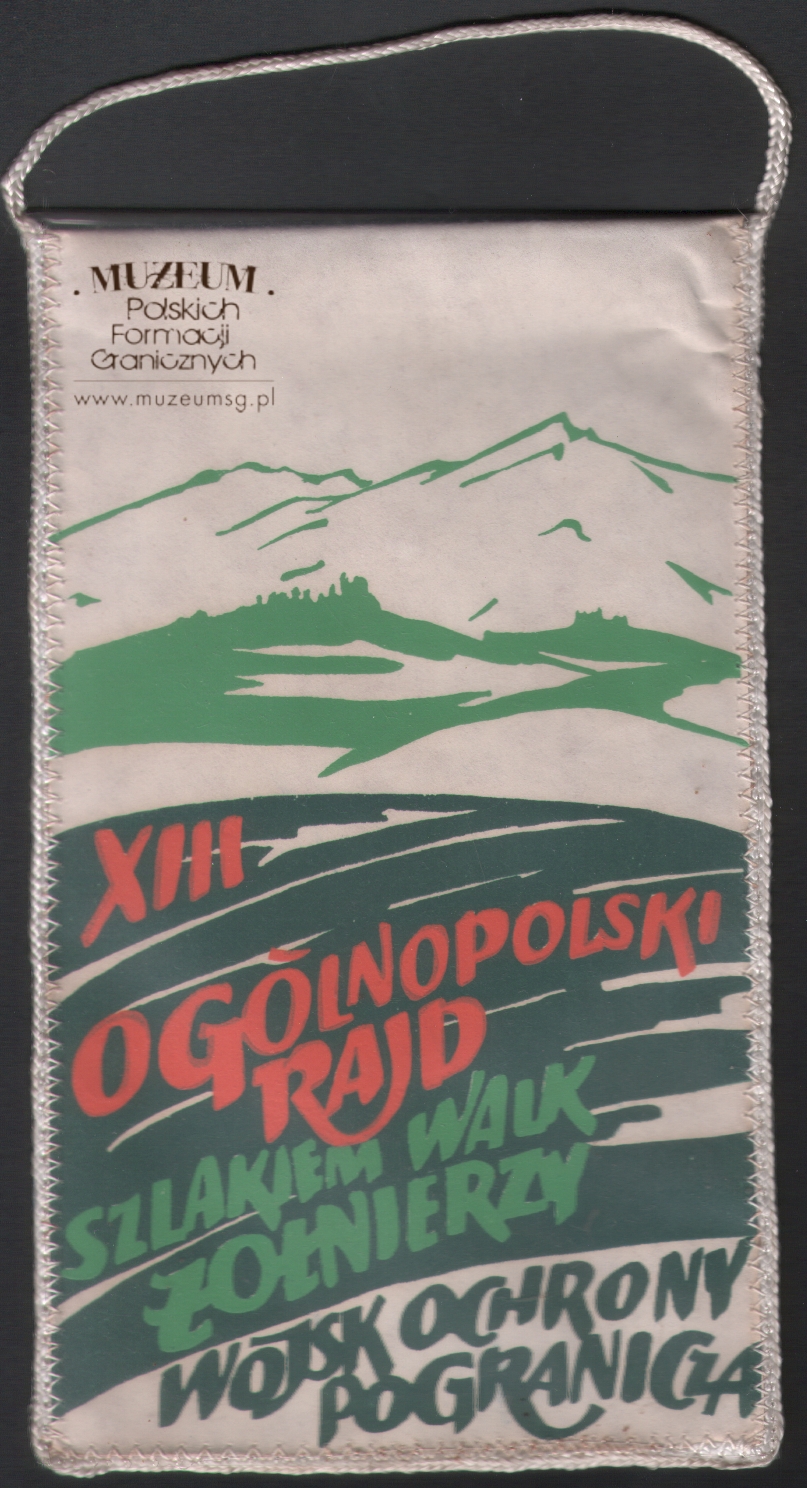 . MUZEUM .
Polskich
Formacji
Granicznych
www.muzeumsg.pl
XIII
OGÓLNOPOLSKI
RAJD
SZLAKIEM WALK
ŻOŁNIERZY
WOJSK OCHRONY
POGRANICZA